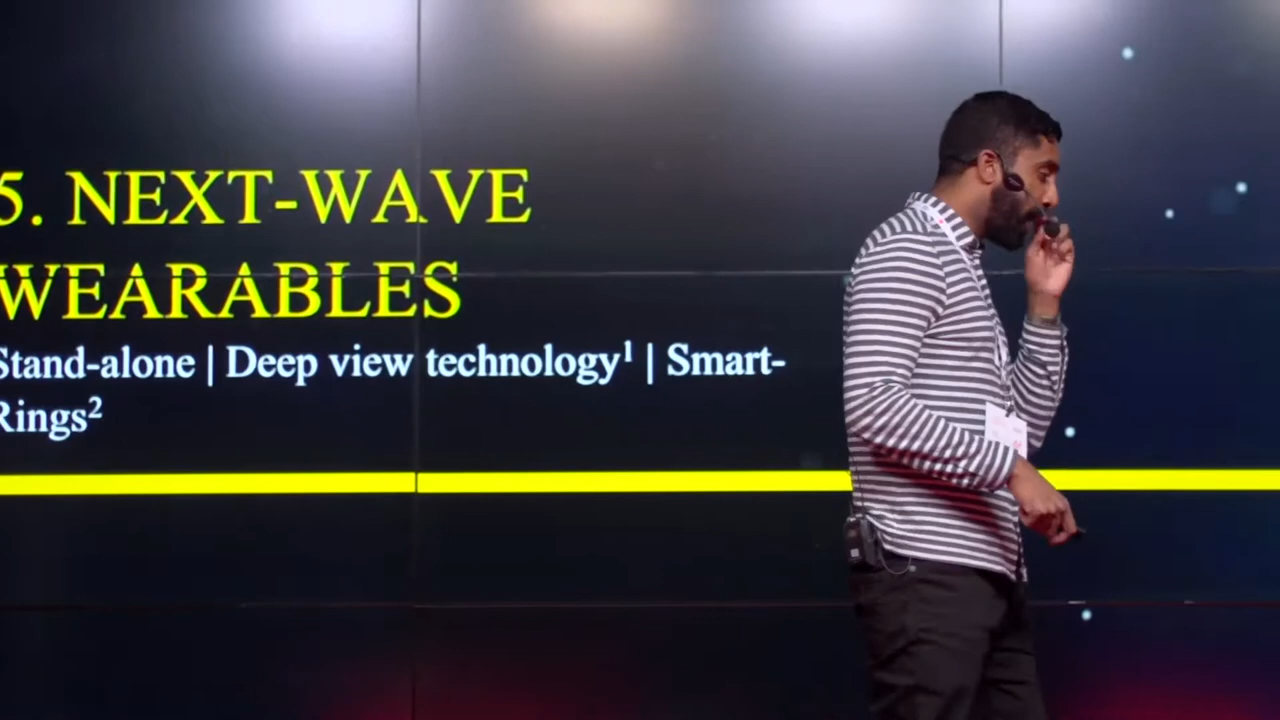 5. NEXT-WAVE
WEARABLES
Stand-alone | Deep view technology¹ | Smart-
Rings²